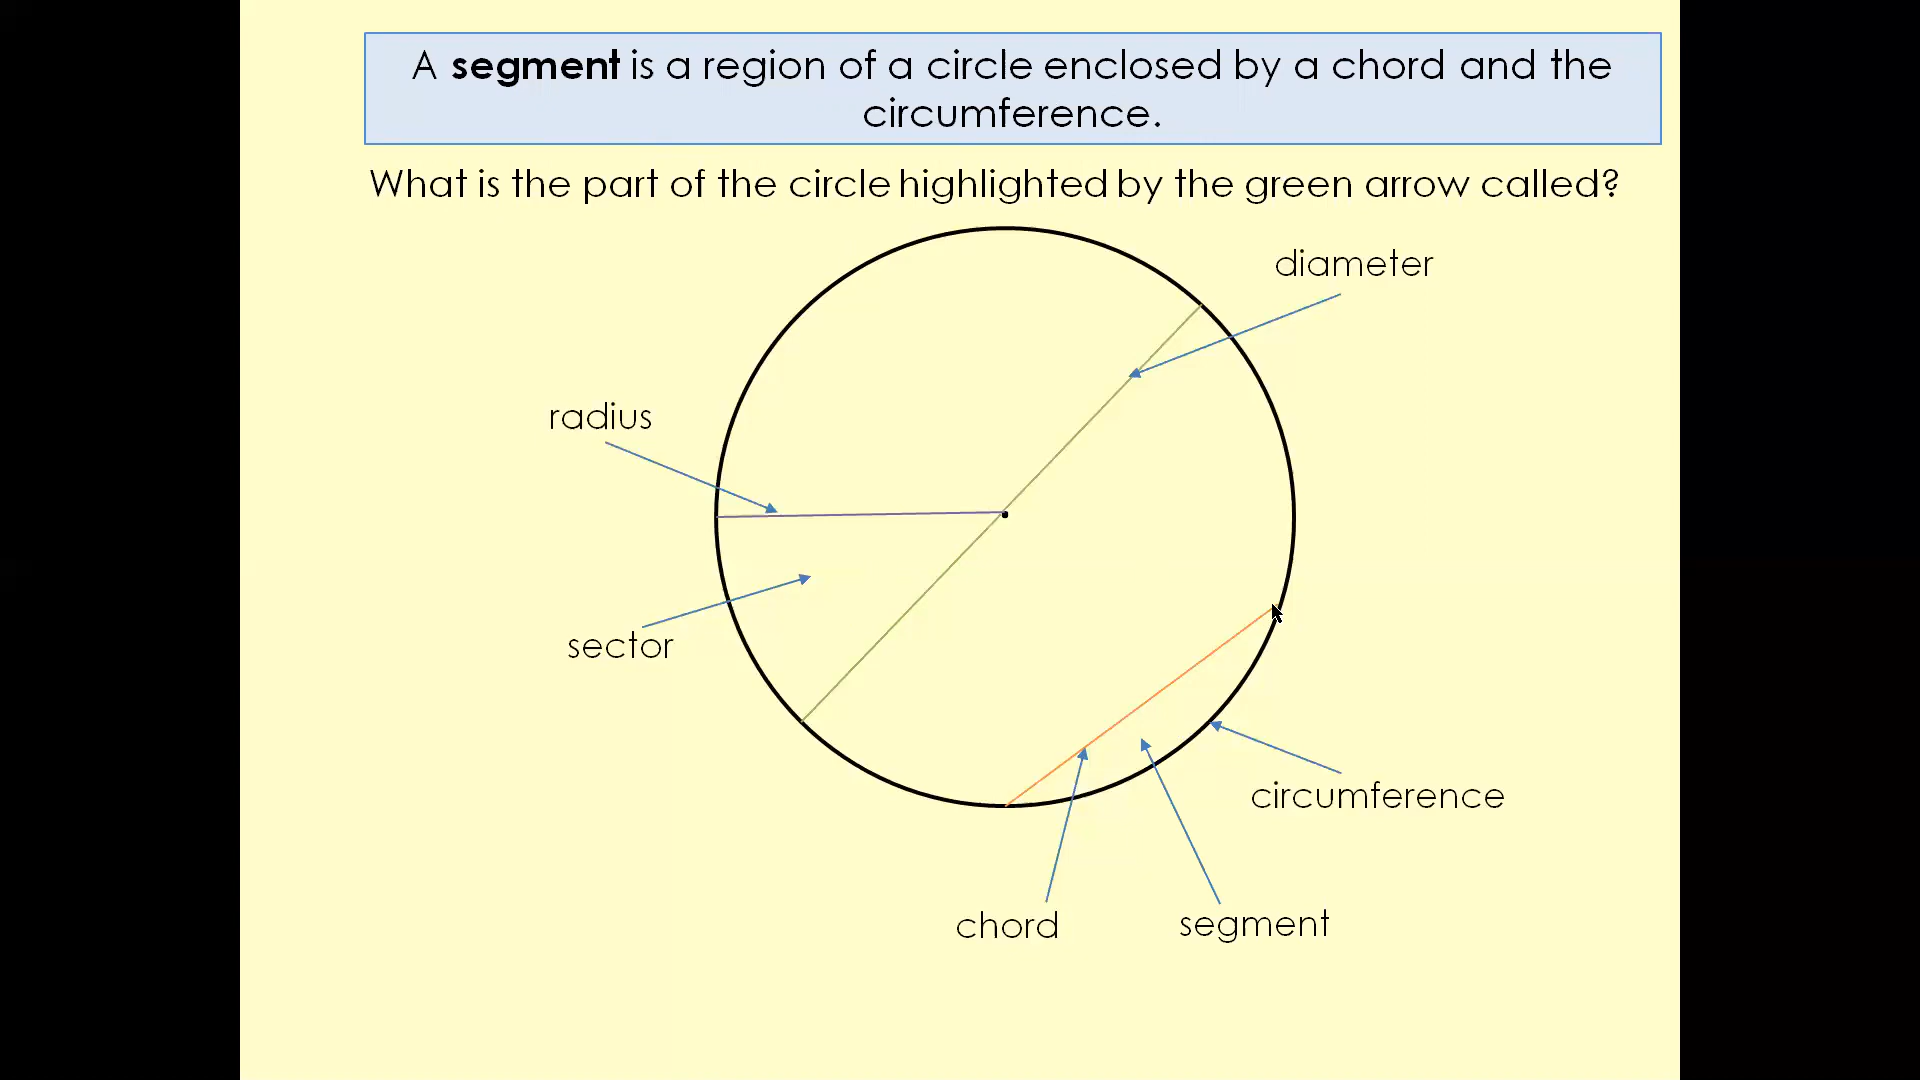 A segment is a region of a circle enclosed by a chord and the
circumference.
What is the part of the circle highlighted by the green arrow called?
diameter
radius
sector
circumference
chord
segment